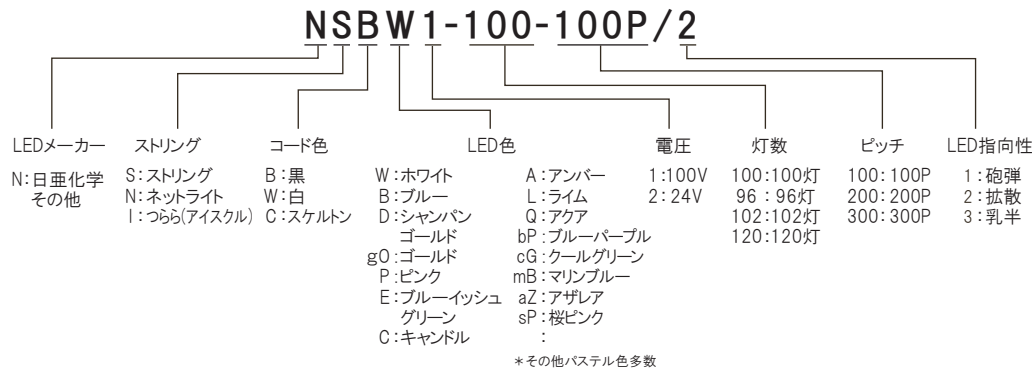 NSBW1-100-100P/2
LEDメーカー ストリング コード色 LED色 電圧 灯数 ピッチ LED指向性
N:日亜化学
その他
S:ストリング
N:ネットライト
I:つらら(アイスクル)
B:黒
W:白
C:スケルトン
W:ホワイト
B:ブルー
D:シャンパン
ゴールド
gO:ゴールド
P:ピンク
E:ブルーイッシュ
グリーン
C:キャンドル
A:アンバー
L:ライム
Q:アクア
bP:ブルーパープル
cG:クールグリーン
mB:マリンブルー
aZ:アザレア
sP:桜ピンク
:
*その他パステル色多数
1:100V
2:24V
100:100灯
96:96灯
102:102灯
120:120灯
100:100P
200:200P
300:300P
1:砲弾
2:拡散
3:乳半